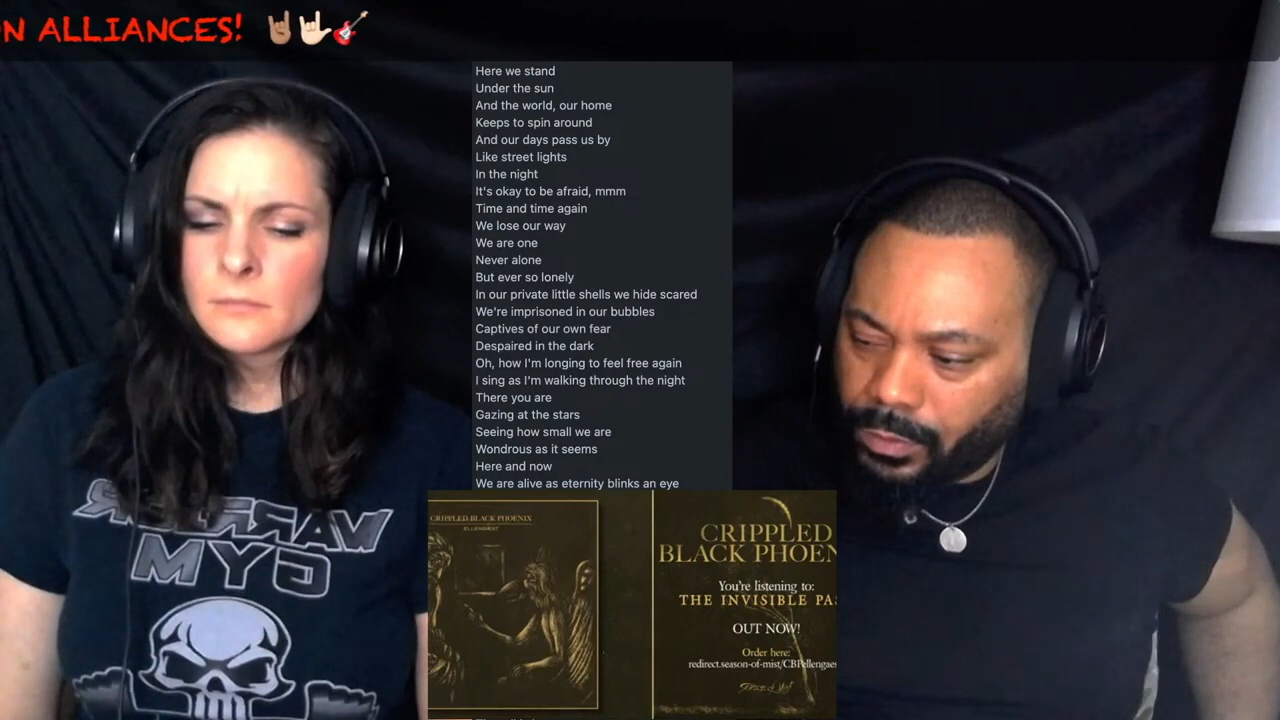 N ALLIANCES! 🤘🏼🤟🏻🎸
Here we stand
Under the sun
And the world, our home
Keeps to spin around
And our days pass us by
Like street lights
In the night
It's okay to be afraid, mmm
Time and time again
We lose our way
We are one
Never alone
But ever so lonely
In our private little shells we hide scared
We're imprisoned in our bubbles
Captives of our own fear
Despaired in the dark
Oh, how I'm longing to feel free again
I sing as I'm walking through the night
There you are
Gazing at the stars
Seeing how small we are
Wondrous as it seems
Here and now
We are alive as eternity blinks an eye
CRIPPLED BLACK PHOENIX
ELLENGÆST
CRIPPLED
BLACK PHOEN
You're listening to:
THE INVISIBLE PA
OUT NOW!
Order here:
redirect.season-of-mist/CBPellengaes
Season of Mist
WARRIOR
GYM